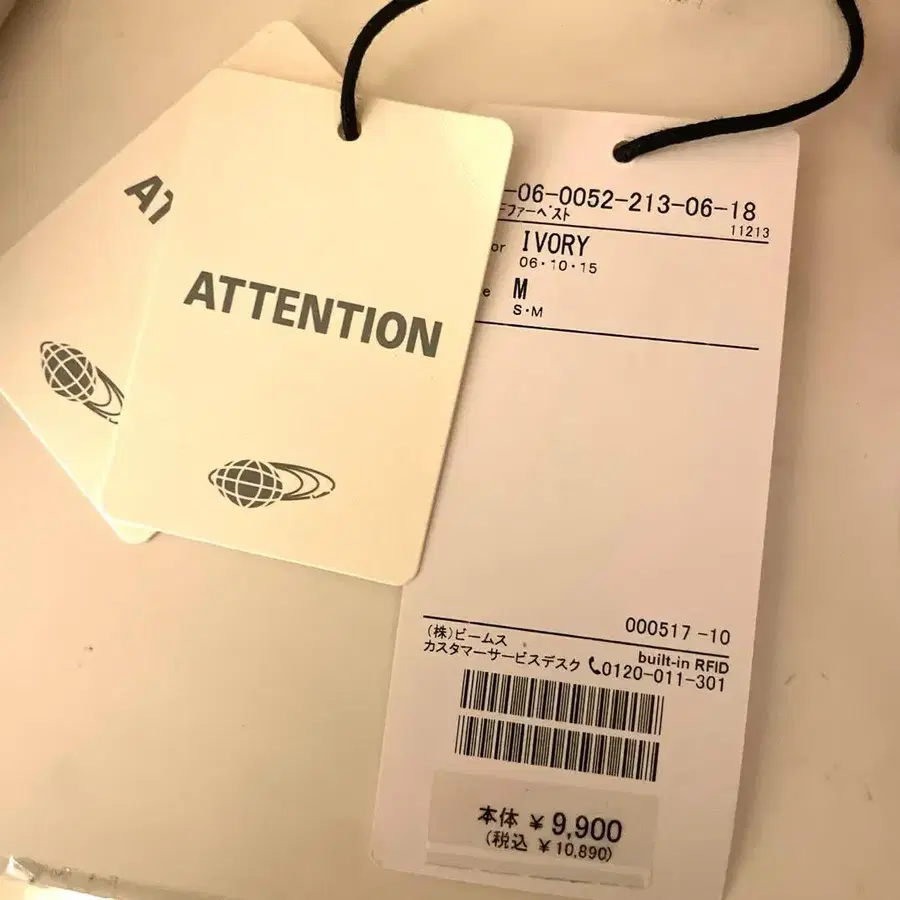 AT
ATTENTION
-06-0052-213-06-18
ファーベスト
11213
or IVORY
06・10・15
e M
S・M
000517-10
(株)ビームス
built-in RFID
カスタマーサービスデスク 0120-011-301
本体 ¥9,900
(税込 ¥10,890)